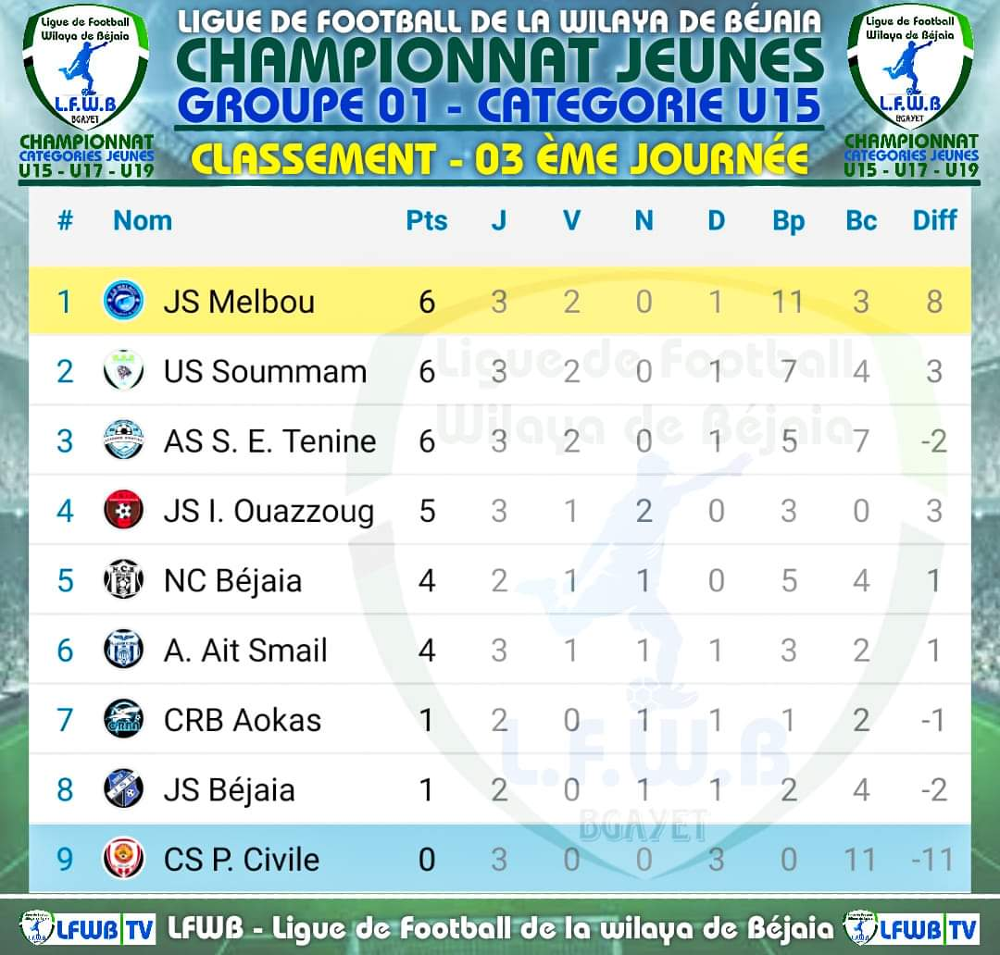 LIGUE DE FOOTBALL DE LA WILAYA DE BÉJAIA
CHAMPIONNAT JEUNES
GROUPE 01 - CATEGORIE U15
CLASSEMENT - 03 ÈME JOURNÉE
Ligue de Football
Wilaya de Béjaia
L.F.W.B
BGAYET
CHAMPIONNAT
CATEGORIES JEUNES
U15 - U17 - U19
Ligue de Football
Wilaya de Béjaia
L.F.W.B
BGAYET
CHAMPIONNAT
CATEGORIES JEUNES
U15 - U17 - U19
# Nom Pts J V N D Bp Bc Diff
1 JS Melbou 6 3 2 0 1 11 3 8
2 US Soummam 6 3 2 0 1 7 4 3
3 AS S. E. Tenine 6 3 2 0 1 5 7 -2
4 JS I. Ouazzoug 5 3 1 2 0 3 0 3
5 NC Béjaia 4 2 1 1 0 5 4 1
6 A. Ait Smail 4 3 1 1 1 3 2 1
7 CRB Aokas 1 2 0 1 1 1 2 -1
8 JS Béjaia 1 2 0 1 1 2 4 -2
9 CS P. Civile 0 3 0 0 3 0 11 -11
Ligue de Football
Wilaya de Béjaia
L.F.W.B
BGAYET
LFWB TV LFWB - Ligue de Football de la wilaya de Béjaia LFWB TV